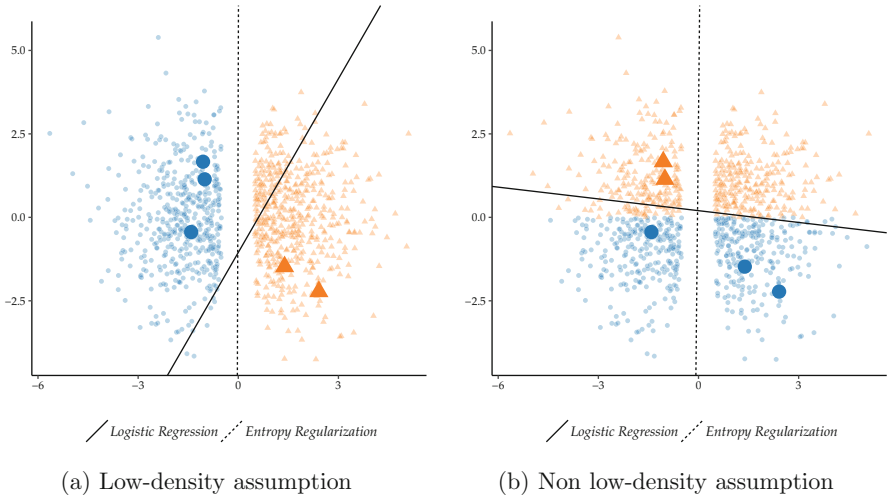 5.0
2.5
0.0
−2.5
−6
−3
0
3
Logistic Regression
Entropy Regularization
(a) Low-density assumption
5.0
2.5
0.0
−2.5
−6
−3
0
3
Logistic Regression
Entropy Regularization
(b) Non low-density assumption